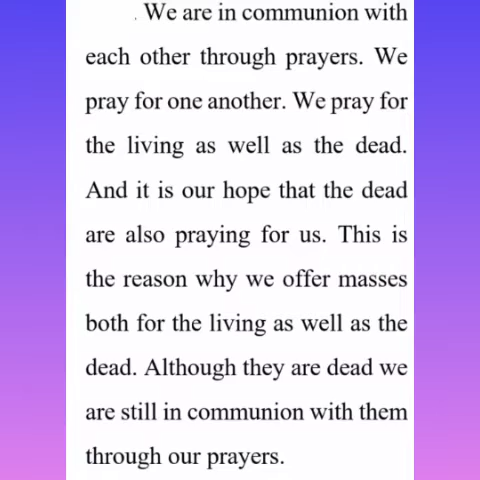 . We are in communion with
each other through prayers. We
pray for one another. We pray for
the living as well as the dead.
And it is our hope that the dead
are also praying for us. This is
the reason why we offer masses
both for the living as well as the
dead. Although they are dead we
are still in communion with them
through our prayers.